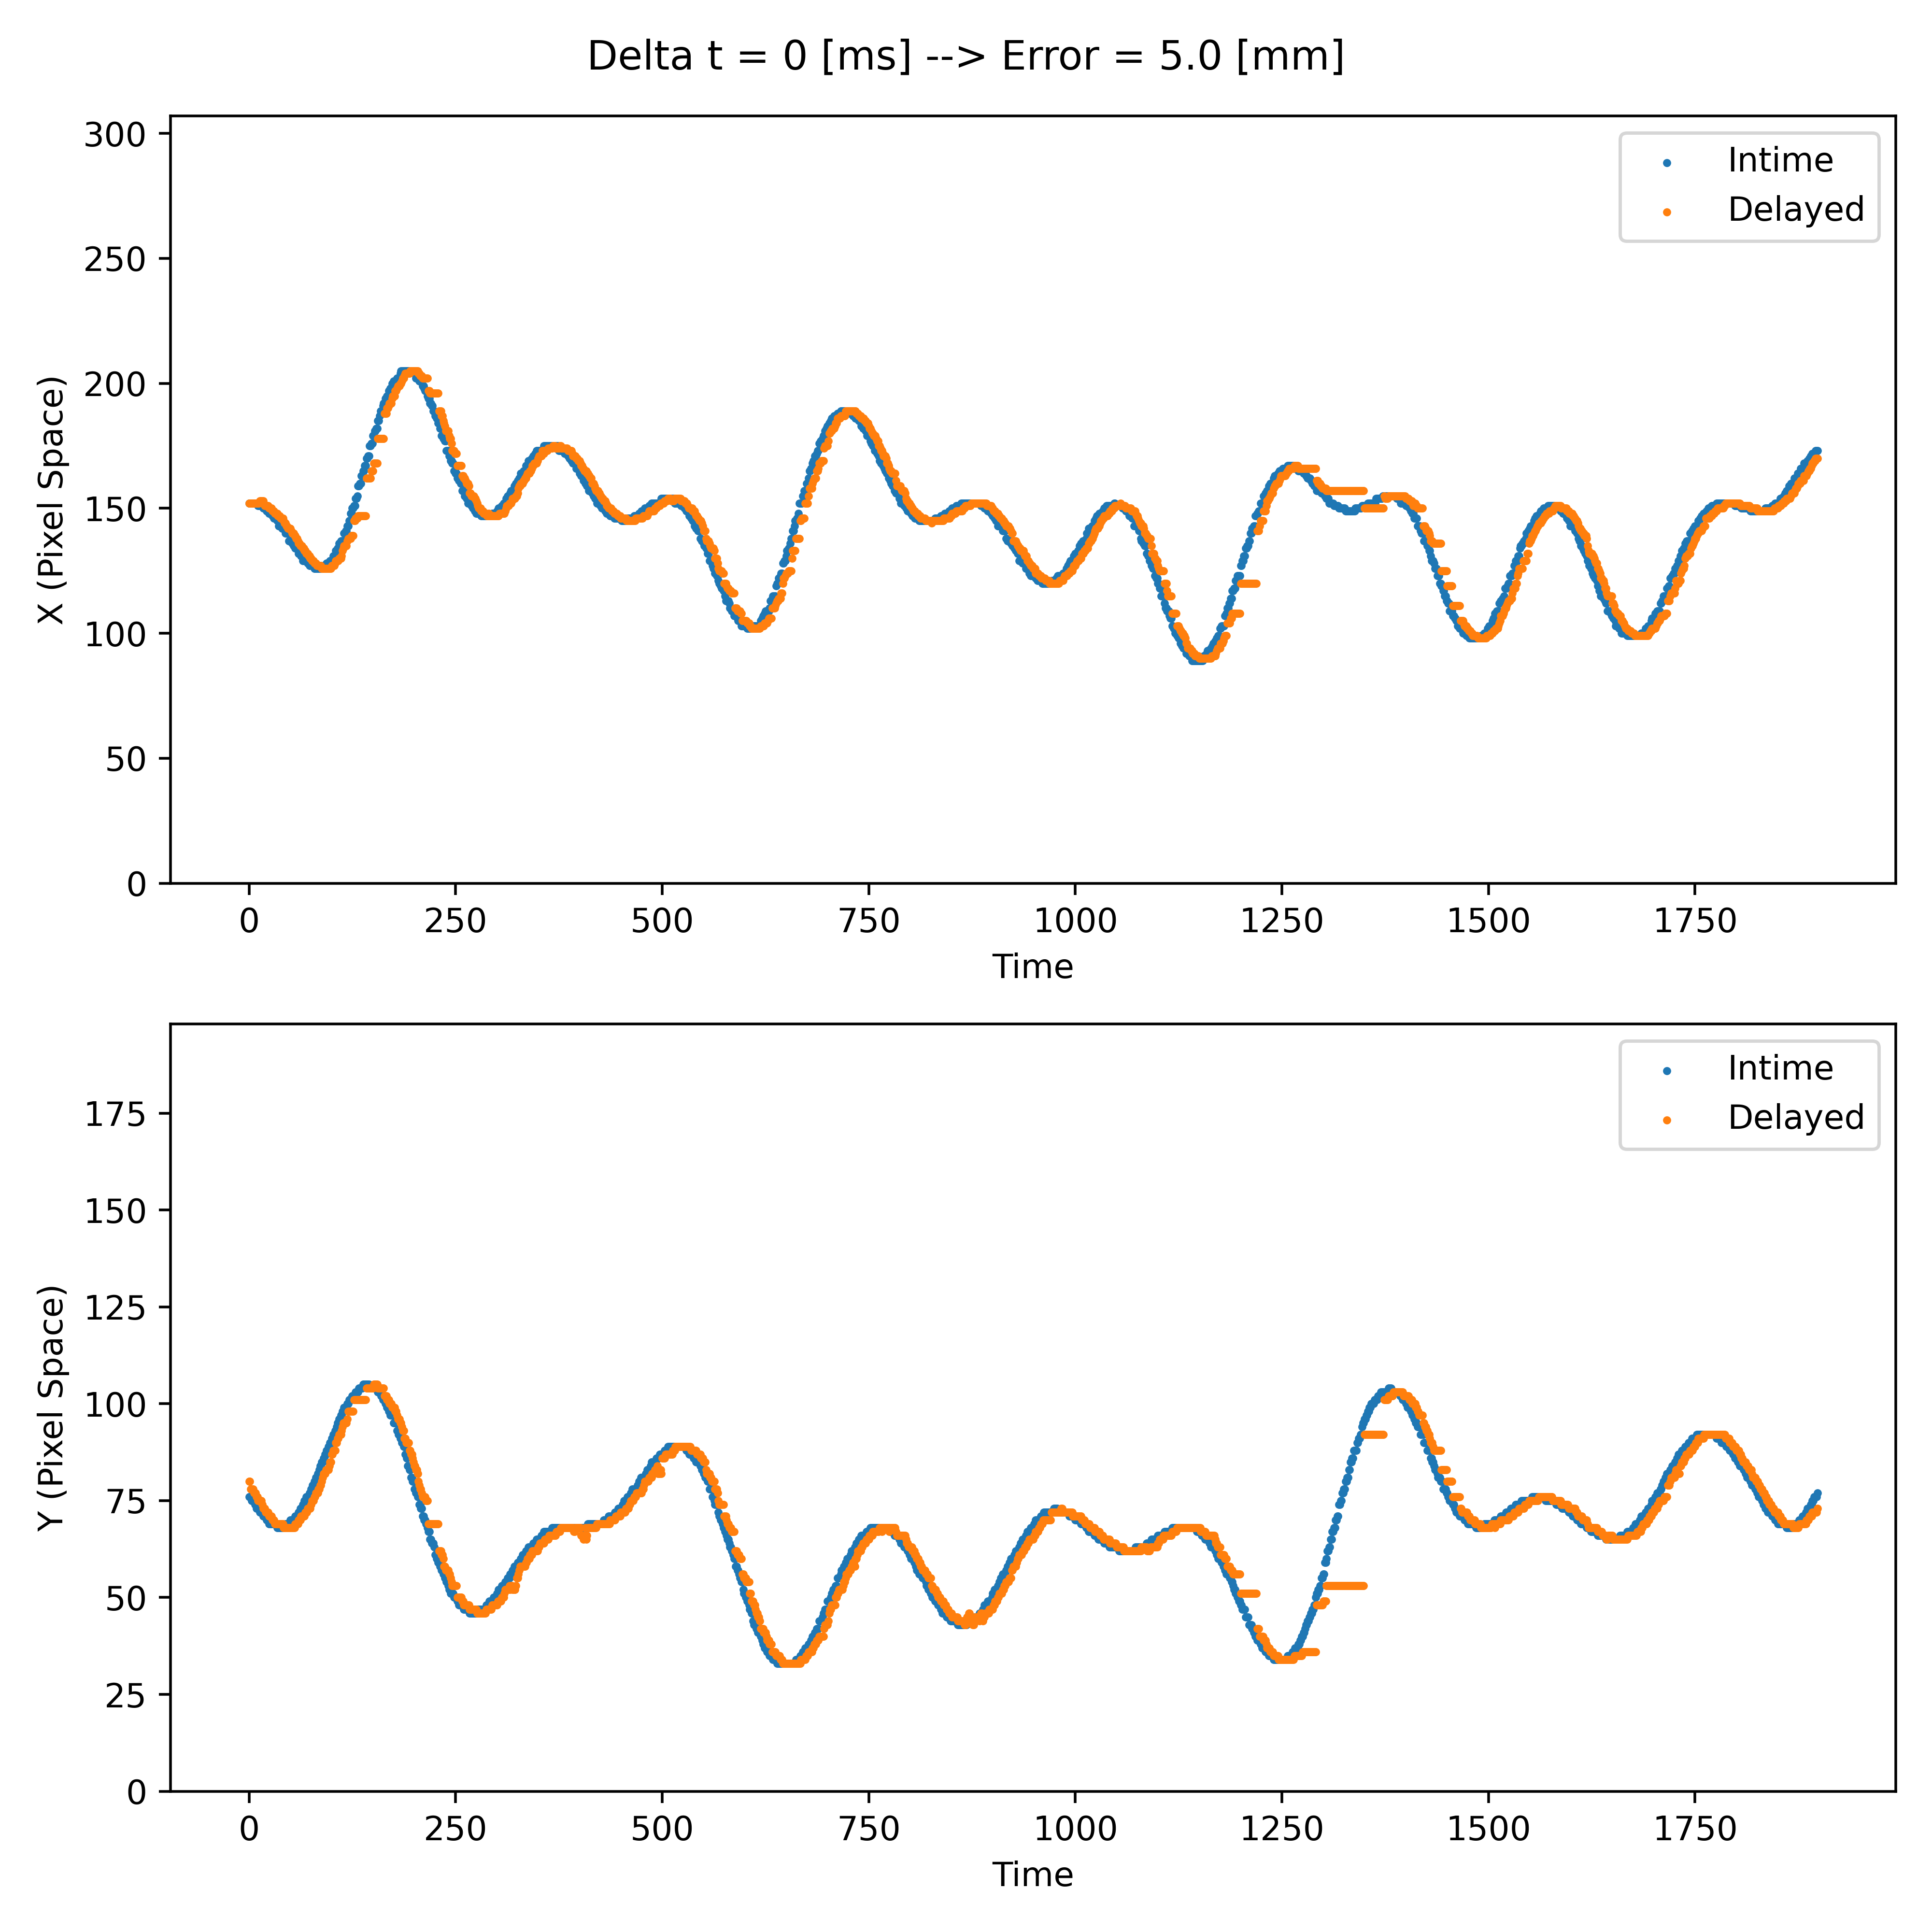 Delta t = 0 [ms] --> Error = 5.0 [mm]
300
250
200
150
100
50
0
X (Pixel Space)
Intime
Delayed
0 250 500 750 1000 1250 1500 1750
Time
175
150
125
100
75
50
25
0
Y (Pixel Space)
Intime
Delayed
0 250 500 750 1000 1250 1500 1750
Time